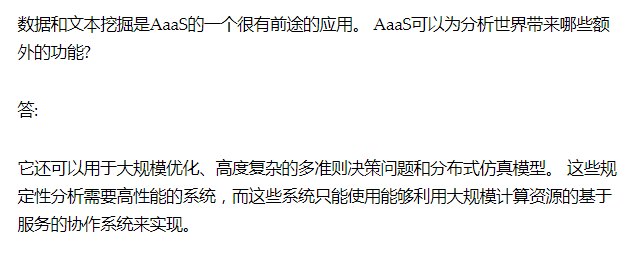 数据和文本挖掘是AaaS的一个很有前途的应用。 AaaS可以为分析世界带来哪些额
外的功能?
答:
它还可以用于大规模优化、高度复杂的多准则决策问题和分布式仿真模型。 这些规
定性分析需要高性能的系统，而这些系统只能使用能够利用大规模计算资源的基于
服务的协作系统来实现。